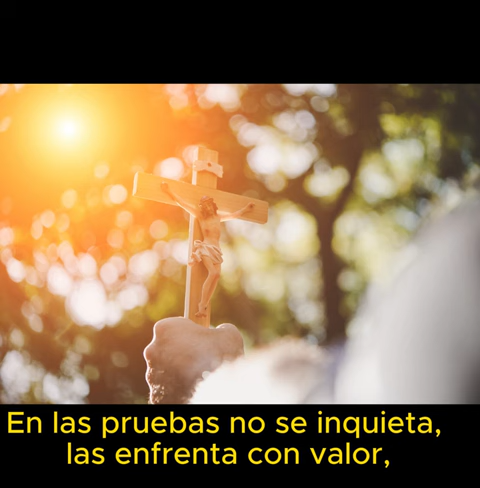 En las pruebas no se inquieta,
las enfrenta con valor,